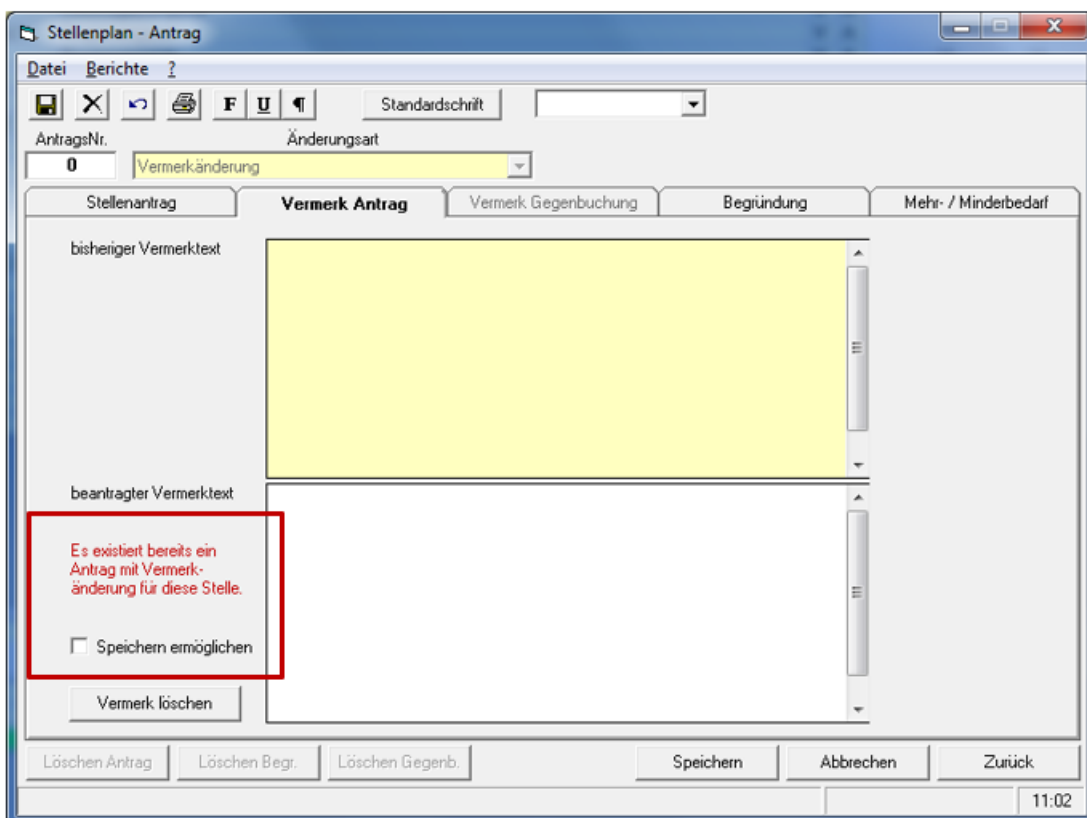 Stellenplan - Antrag
Datei Berichte ?
F U ¶ Standardschrift
AntragsNr. Änderungsart
0 Vermerkänderung
Stellenantrag Vermerk Antrag Vermerk Gegenbuchung Begründung Mehr- / Minderbedarf
bisheriger Vermerktext
beantragter Vermerktext
Es existiert bereits ein
Antrag mit Vermerk-
änderung für diese Stelle.
Speichern ermöglichen
Vermerk löschen
Löschen Antrag Löschen Begr. Löschen Gegenb. Speichern Abbrechen Zurück
11:02